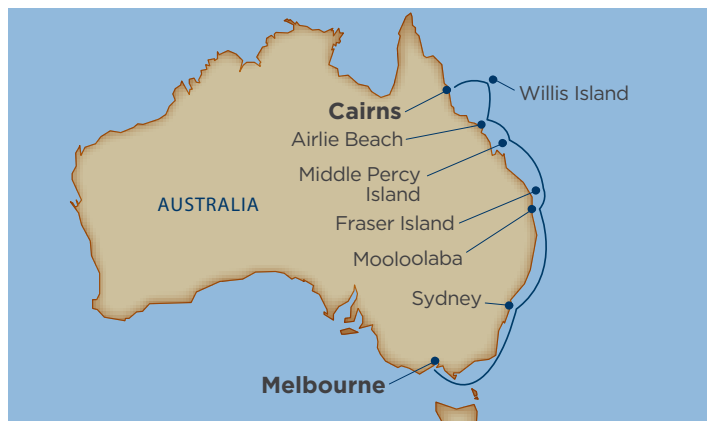 Willis Island
Cairns
Airlie Beach
Middle Percy
Island
AUSTRALIA
Fraser Island
Mooloolaba
Sydney
Melbourne